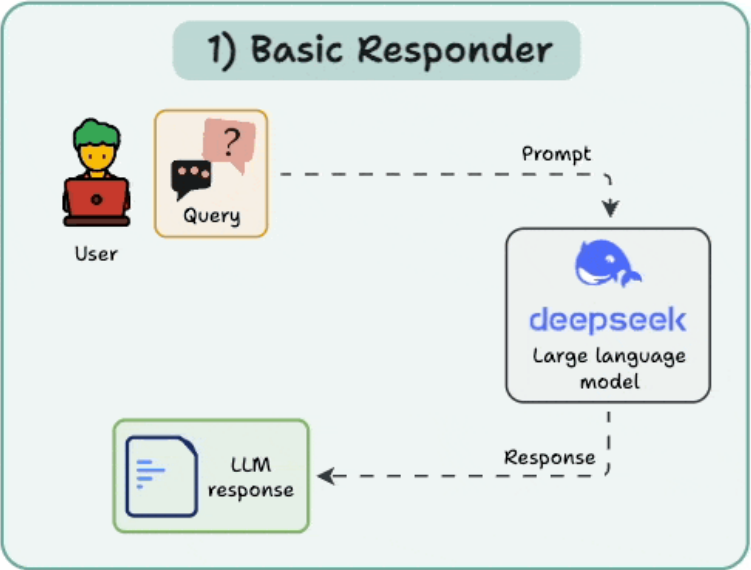 1) Basic Responder
?
Query
User
Prompt
deepseek
Large language
model
Response
LLM
response